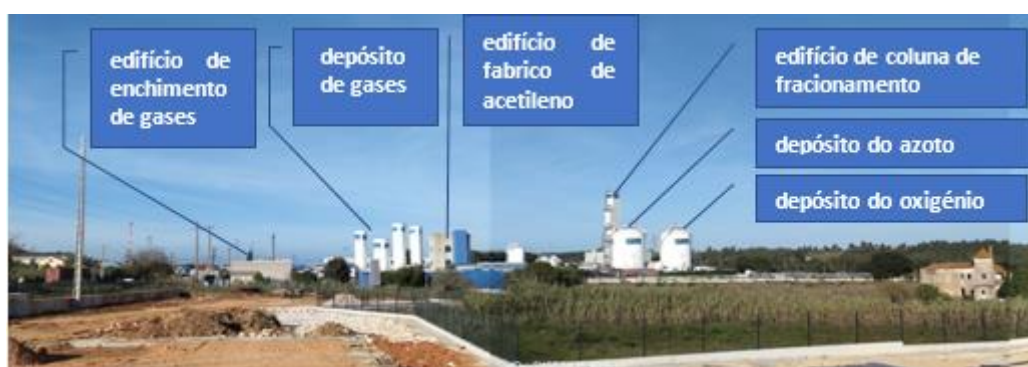 edifício de
enchimento
de gases
depósito
de gases
edifício de
fabrico de
acetileno
edifício de coluna de
fracionamento
depósito do azoto
depósito do oxigénio